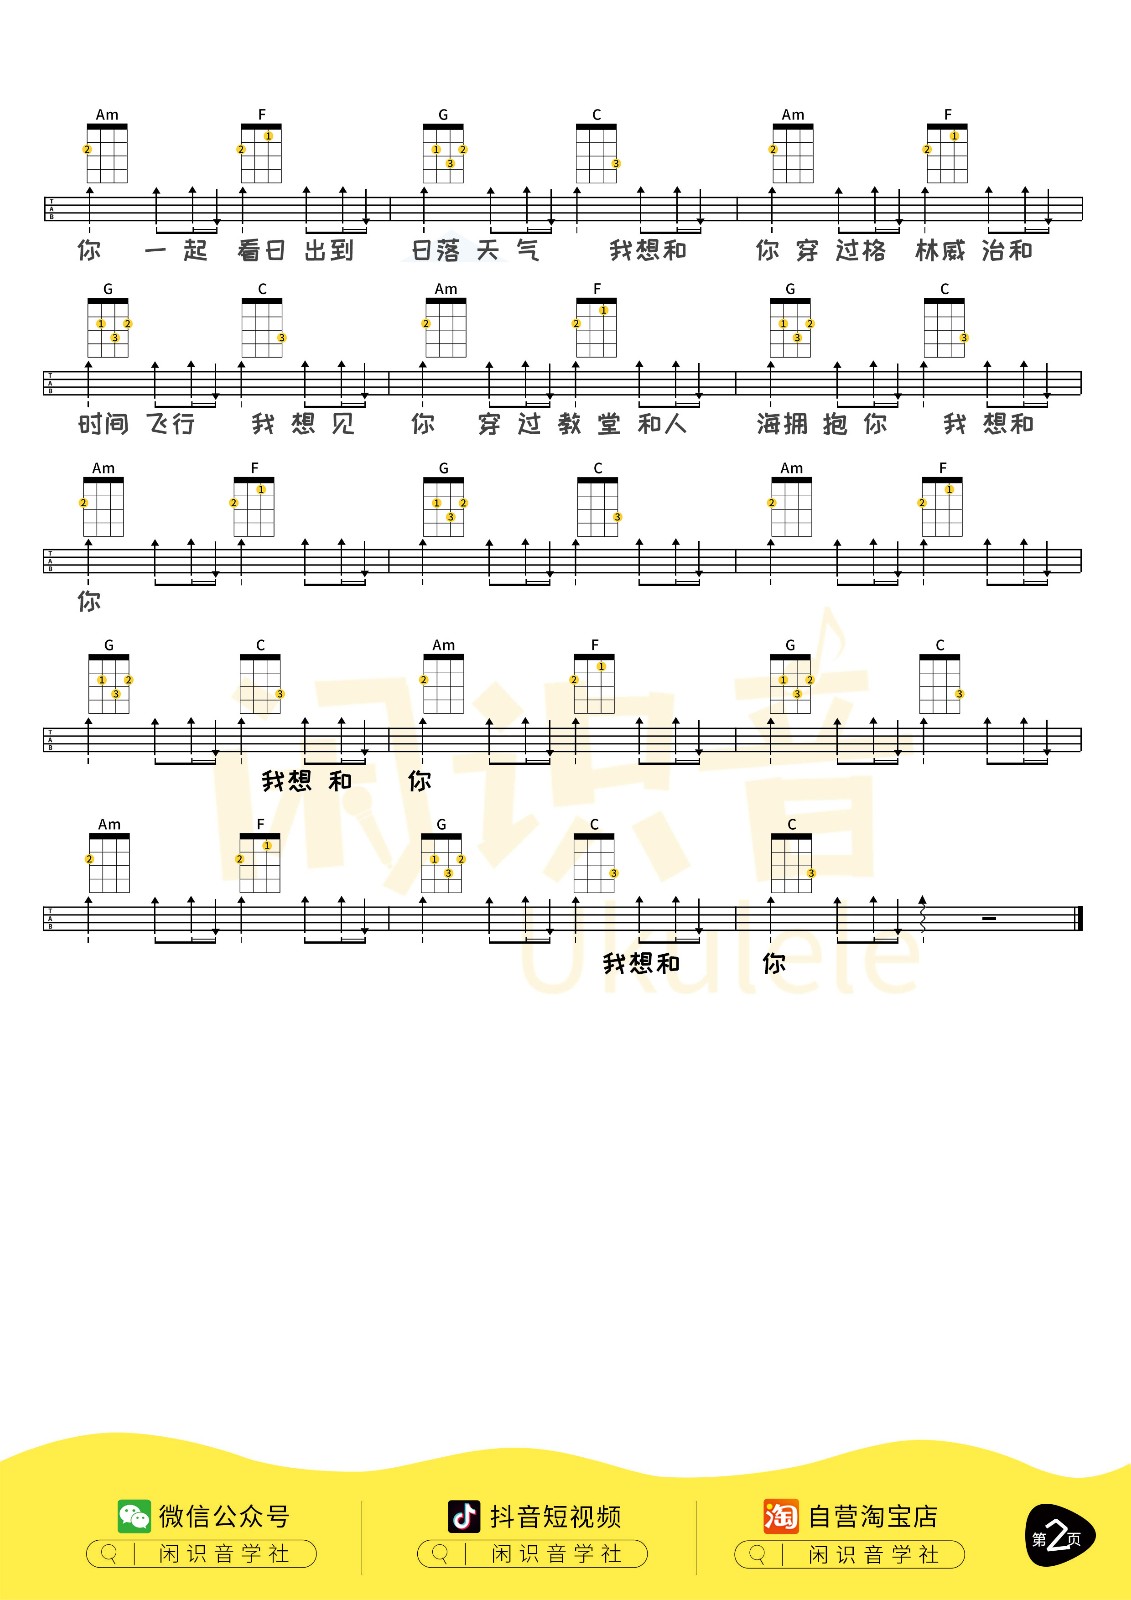 Am F G C Am F
你 一 起 看日 出到 日落 天 气 我想和 你 穿 过格 林威 治和
G C Am F G C
时间 飞行 我 想 见 你 穿 过 教 堂 和人 海拥 抱 你 我 想和
Am F G C Am F
你
G C Am F G C
我想 和 你
Am F G C C
我想和 你
闲识音
Ukulele
微信公众号 抖音短视频 自营淘宝店
闲识音学社 闲识音学社 闲识音学社
第2页